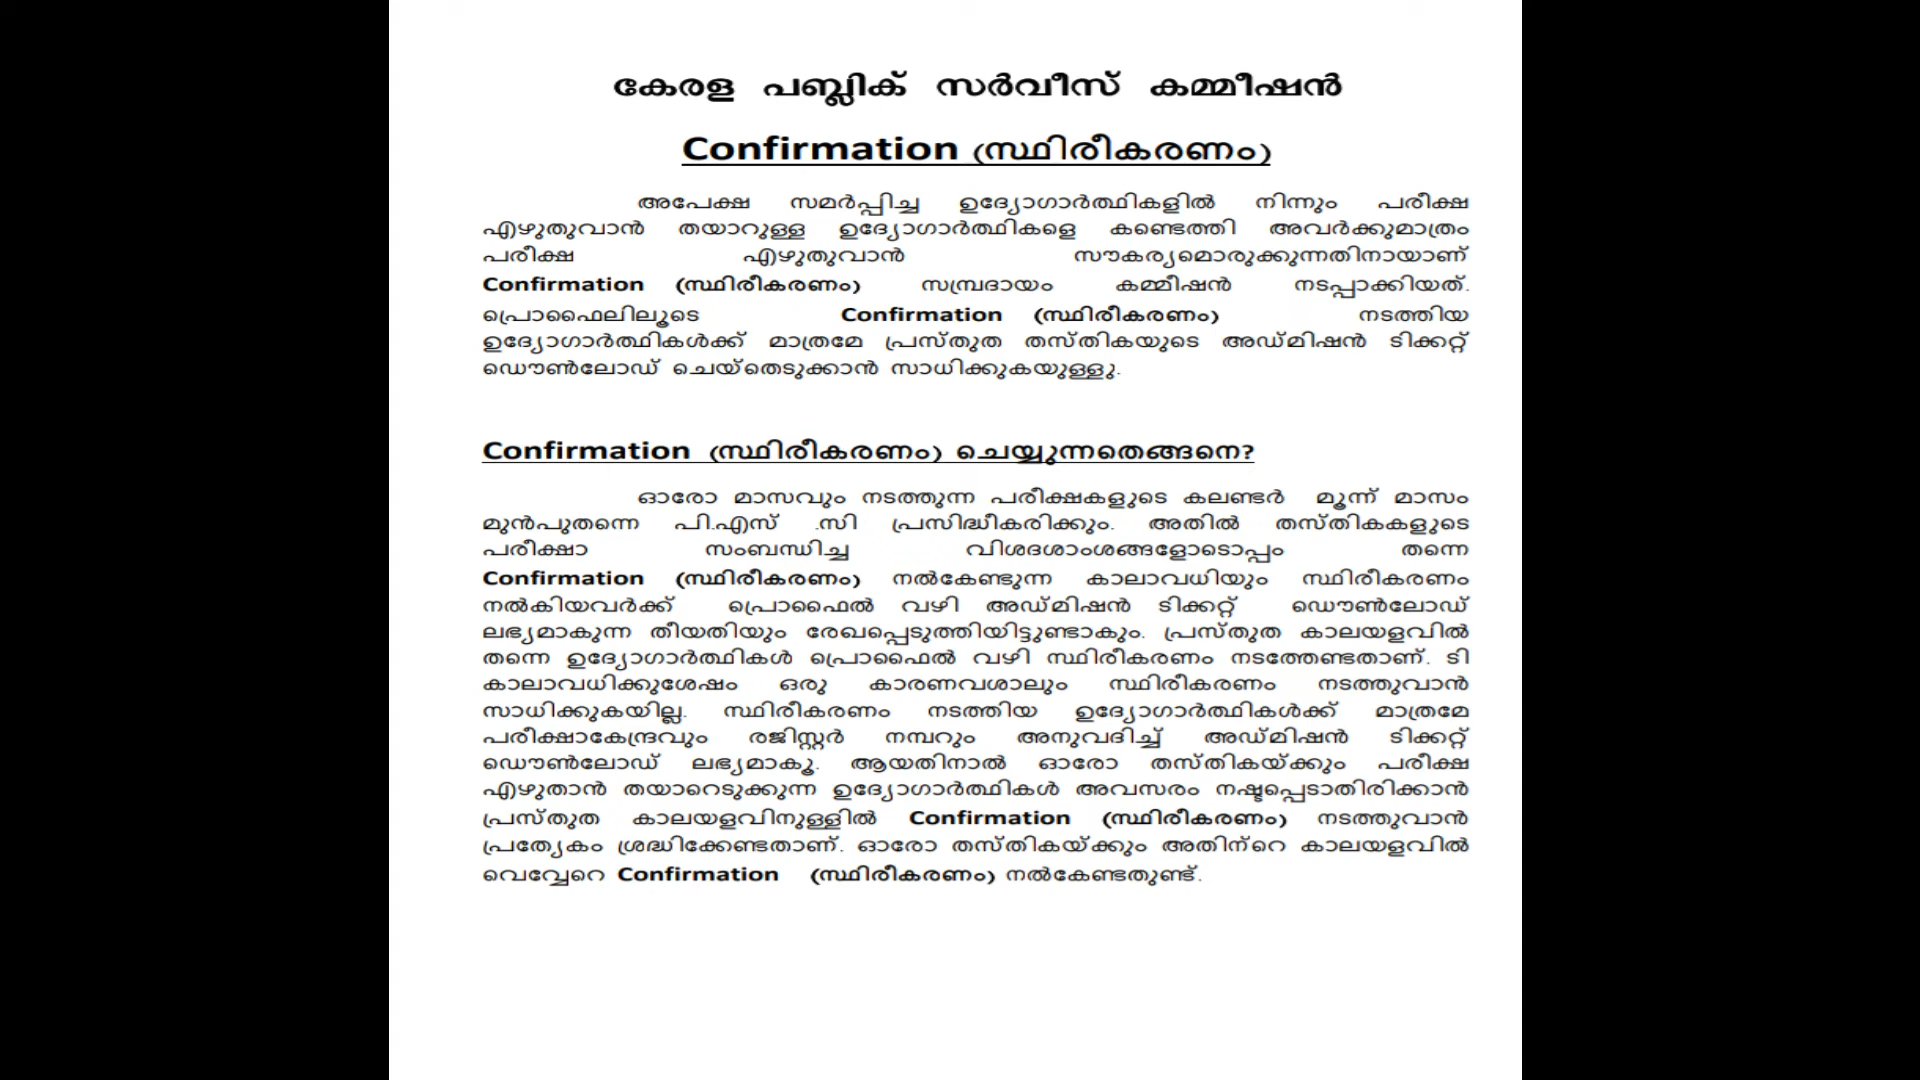 കേരള പബ്ലിക് സർവീസ് കമ്മീഷൻ
Confirmation (സ്ഥിരീകരണം)
അപേക്ഷ സമർപ്പിച്ച ഉദ്യോഗാർത്ഥികളിൽ നിന്നും പരീക്ഷ
എഴുതുവാൻ തയാറുള്ള ഉദ്യോഗാർത്ഥികളെ കണ്ടെത്തി അവർക്കുമാത്രം
പരീക്ഷ എഴുതുവാൻ സൗകര്യമൊരുക്കുന്നതിനായാണ്
Confirmation (സ്ഥിരീകരണം) സമ്പ്രദായം കമ്മീഷൻ നടപ്പാക്കിയത്.
പ്രൊഫൈലിലൂടെ Confirmation (സ്ഥിരീകരണം) നടത്തിയ
ഉദ്യോഗാർത്ഥികൾക്ക് മാത്രമേ പ്രസ്തുത തസ്തികയുടെ അഡ്മിഷൻ ടിക്കറ്റ്
ഡൌൺലോഡ് ചെയ്തെടുക്കാൻ സാധിക്കുകയുള്ളു.
Confirmation (സ്ഥിരീകരണം) ചെയ്യുന്നതെങ്ങനെ?
ഓരോ മാസവും നടത്തുന്ന പരീക്ഷകളുടെ കലണ്ടർ മൂന്ന് മാസം
മുൻപുതന്നെ പി.എസ് .സി പ്രസിദ്ധീകരിക്കും. അതിൽ തസ്തികകളുടെ
പരീക്ഷാ സംബന്ധിച്ച വിശദശാംശങ്ങളോടൊപ്പം തന്നെ
Confirmation (സ്ഥിരീകരണം) നൽകേണ്ടുന്ന കാലാവധിയും സ്ഥിരീകരണം
നൽകിയവർക്ക് പ്രൊഫൈൽ വഴി അഡ്മിഷൻ ടിക്കറ്റ് ഡൌൺലോഡ്
ലഭ്യമാകുന്ന തീയതിയും രേഖപ്പെടുത്തിയിട്ടുണ്ടാകും. പ്രസ്തുത കാലയളവിൽ
തന്നെ ഉദ്യോഗാർത്ഥികൾ പ്രൊഫൈൽ വഴി സ്ഥിരീകരണം നടത്തേണ്ടതാണ്. ടി
കാലാവധിക്കുശേഷം ഒരു കാരണവശാലും സ്ഥിരീകരണം നടത്തുവാൻ
സാധിക്കുകയില്ല. സ്ഥിരീകരണം നടത്തിയ ഉദ്യോഗാർത്ഥികൾക്ക് മാത്രമേ
പരീക്ഷാകേന്ദ്രവും രജിസ്റ്റർ നമ്പറും അനുവദിച്ച് അഡ്മിഷൻ ടിക്കറ്റ്
ഡൌൺലോഡ് ലഭ്യമാകൂ. ആയതിനാൽ ഓരോ തസ്തികയ്ക്കും പരീക്ഷ
എഴുതാൻ തയാറെടുക്കുന്ന ഉദ്യോഗാർത്ഥികൾ അവസരം നഷ്ടപ്പെടാതിരിക്കാൻ
പ്രസ്തുത കാലയളവിനുള്ളിൽ Confirmation (സ്ഥിരീകരണം) നടത്തുവാൻ
പ്രത്യേകം ശ്രദ്ധിക്കേണ്ടതാണ്. ഓരോ തസ്തികയ്ക്കും അതിന്റെ കാലയളവിൽ
വെവ്വേറെ Confirmation (സ്ഥിരീകരണം) നൽകേണ്ടതുണ്ട്.